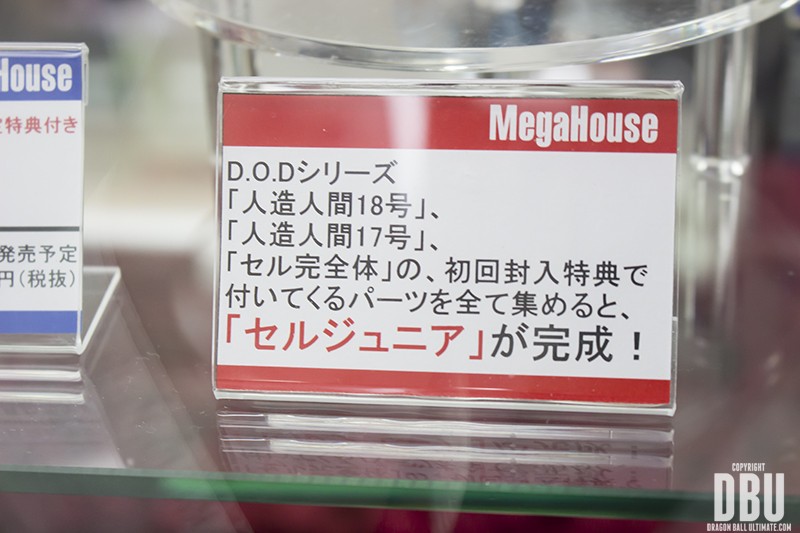 House
定特典付き
発売予定
円(税抜)
MegaHouse
D.O.Dシリーズ
「人造人間18号」、
「人造人間17号」、
「セル完全体」の、初回封入特典で
付いてくるパーツを全て集めると、
「セルジュニア」が完成！
COPYRIGHT
DBU
DRAGON BALL ULTIMATE.COM